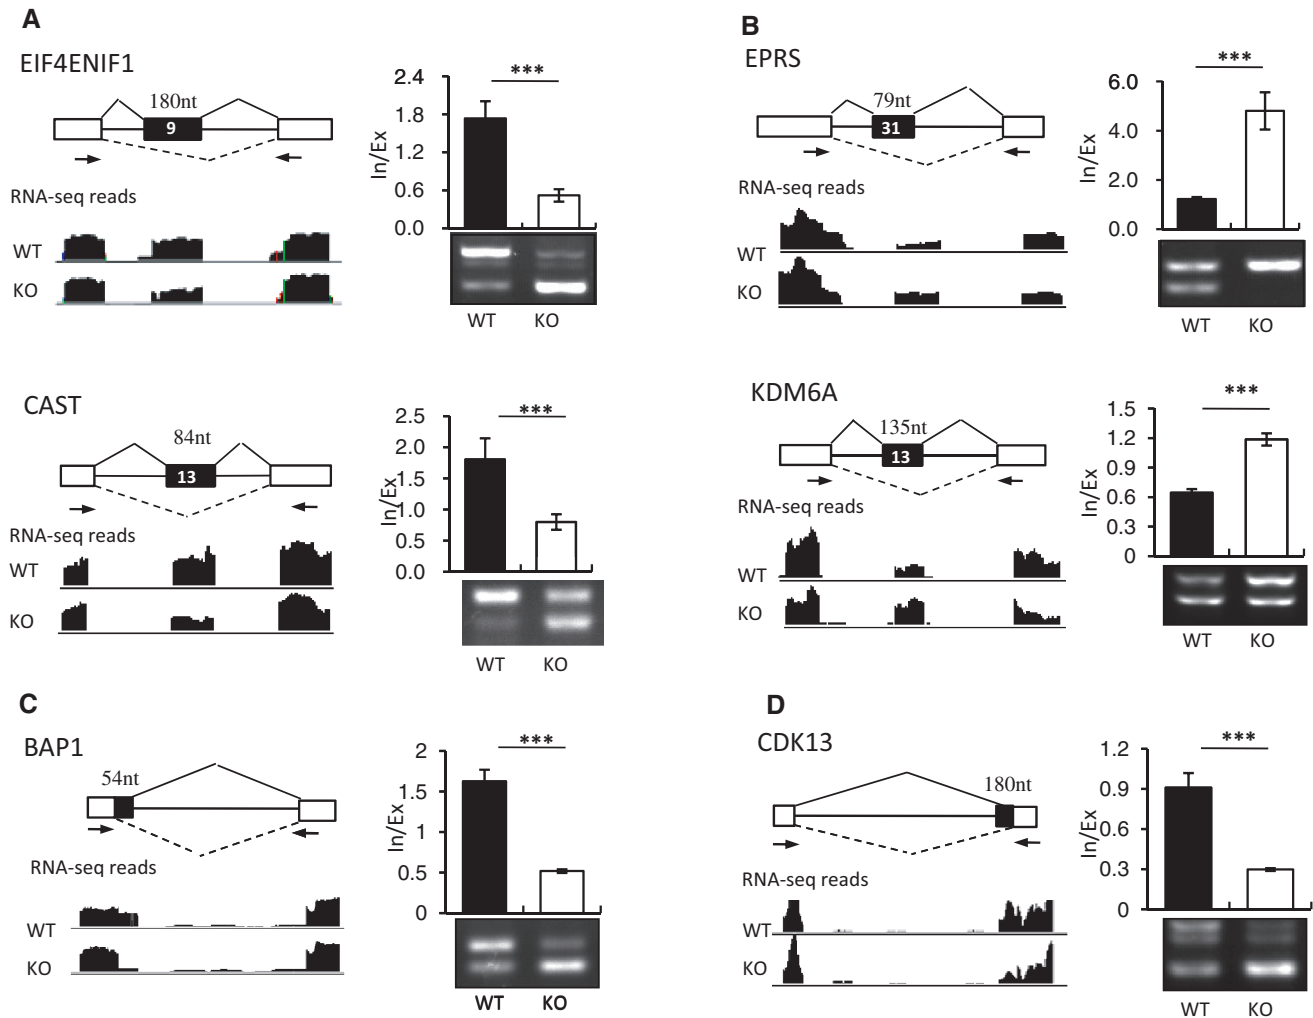 A
EIF4ENIF1
180nt
9
RNA-seq reads
WT
KO
2.4
1.8
1.2
0.6
0.0
In/Ex
***
WT KO
CAST
84nt
13
RNA-seq reads
WT
KO
2.5
2.0
1.5
1.0
0.5
0.0
In/Ex
***
WT KO
B
EPRS
79nt
31
RNA-seq reads
WT
KO
6.0
4.0
2.0
0.0
In/Ex
***
WT KO
KDM6A
135nt
13
RNA-seq reads
WT
KO
1.5
1.2
0.9
0.6
0.3
0
In/Ex
***
WT KO
C
BAP1
54nt
RNA-seq reads
WT
KO
2
1.5
1
0.5
0
In/Ex
***
WT KO
D
CDK13
180nt
RNA-seq reads
WT
KO
1.2
0.9
0.6
0.3
0
In/Ex
***
WT KO